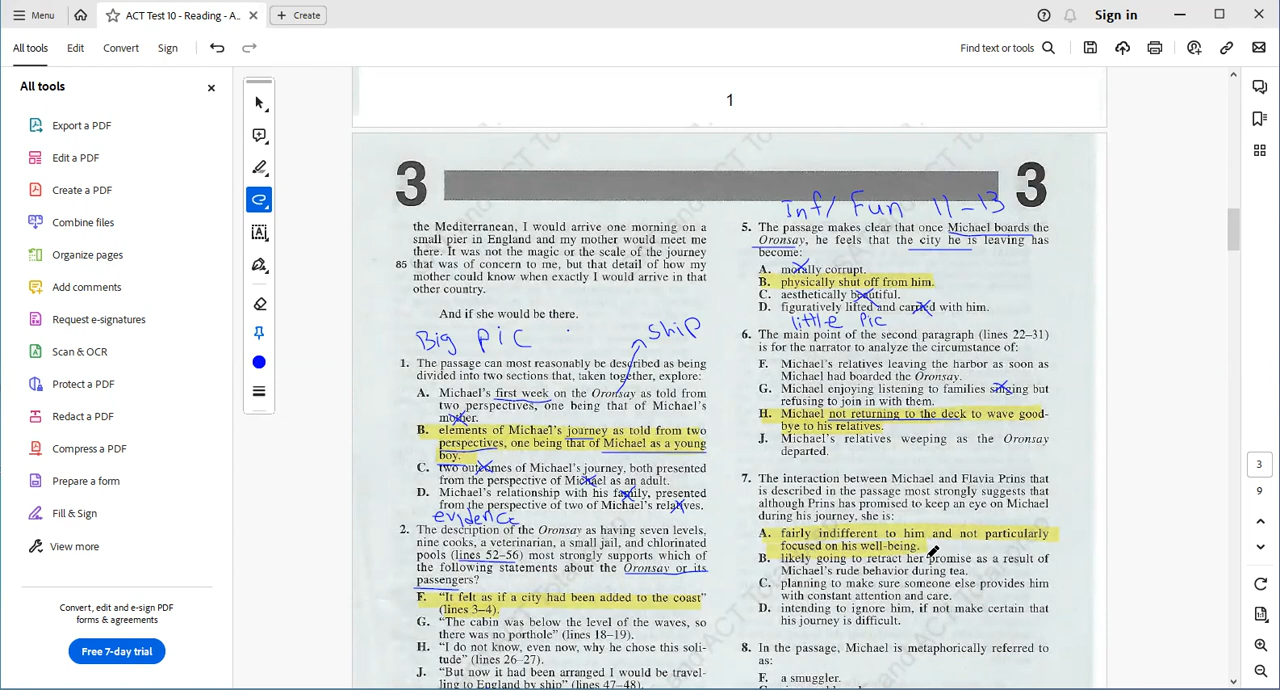 Menu
ACT Test 10 - Reading - A...
Create
Sign in
All tools
Edit
Convert
Sign
Find text or tools
All tools
Export a PDF
Edit a PDF
Create a PDF
Combine files
Organize pages
Add comments
Request e-signatures
Scan & OCR
Protect a PDF
Redact a PDF
Compress a PDF
Prepare a form
Fill & Sign
View more
Convert, edit and e-sign PDF
forms & agreements
Free 7-day trial
1
3
3
the Mediterranean, I would arrive one morning on a
small pier in England and my mother would meet me
there. It was not the magic or the scale of the journey
85 that was of concern to me, but that detail of how my
mother could know when exactly I would arrive in that
other country.
And if she would be there.
Big pic
ship
1. The passage can most reasonably be described as being
divided into two sections that, taken together, explore:
A. Michael's first week on the Oronsay as told from
two perspectives, one being that of Michael's
mother.
B. elements of Michael's journey as told from two
perspectives, one being that of Michael as a young
boy.
C. two outcomes of Michael's journey, both presented
from the perspective of Michael as an adult.
D. Michael's relationship with his family, presented
from the perspective of two of Michael's relatives.
evidence
2. The description of the Oronsay as having seven levels,
nine cooks, a veterinarian, a small jail, and chlorinated
pools (lines 52–56) most strongly supports which of
the following statements about the Oronsay or its
passengers?
F. "It felt as if a city had been added to the coast"
(lines 3–4).
G. "The cabin was below the level of the waves, so
there was no porthole" (lines 18–19).
H. "I do not know, even now, why he chose this soli-
tude" (lines 26–27).
J. "But now it had been arranged I would be travel-
ling to England by ship" (lines 47–48).
Inf/ Fun 11-13
5. The passage makes clear that once Michael boards the
Oronsay, he feels that the city he is leaving has
become:
A. morally corrupt.
B. physically shut off from him.
C. aesthetically beautiful.
D. figuratively lifted and carried with him.
little pic
6. The main point of the second paragraph (lines 22–31)
is for the narrator to analyze the circumstance of:
F. Michael's relatives leaving the harbor as soon as
Michael had boarded the Oronsay.
G. Michael enjoying listening to families singing but
refusing to join in with them.
H. Michael not returning to the deck to wave good-
bye to his relatives.
J. Michael's relatives weeping as the Oronsay
departed.
7. The interaction between Michael and Flavia Prins that
is described in the passage most strongly suggests that
although Prins has promised to keep an eye on Michael
during his journey, she is:
A. fairly indifferent to him and not particularly
focused on his well-being.
B. likely going to retract her promise as a result of
Michael's rude behavior during tea.
C. planning to make sure someone else provides him
with constant attention and care.
D. intending to ignore him, if not make certain that
his journey is difficult.
8. In the passage, Michael is metaphorically referred to
as:
F. a smuggler.
3
9